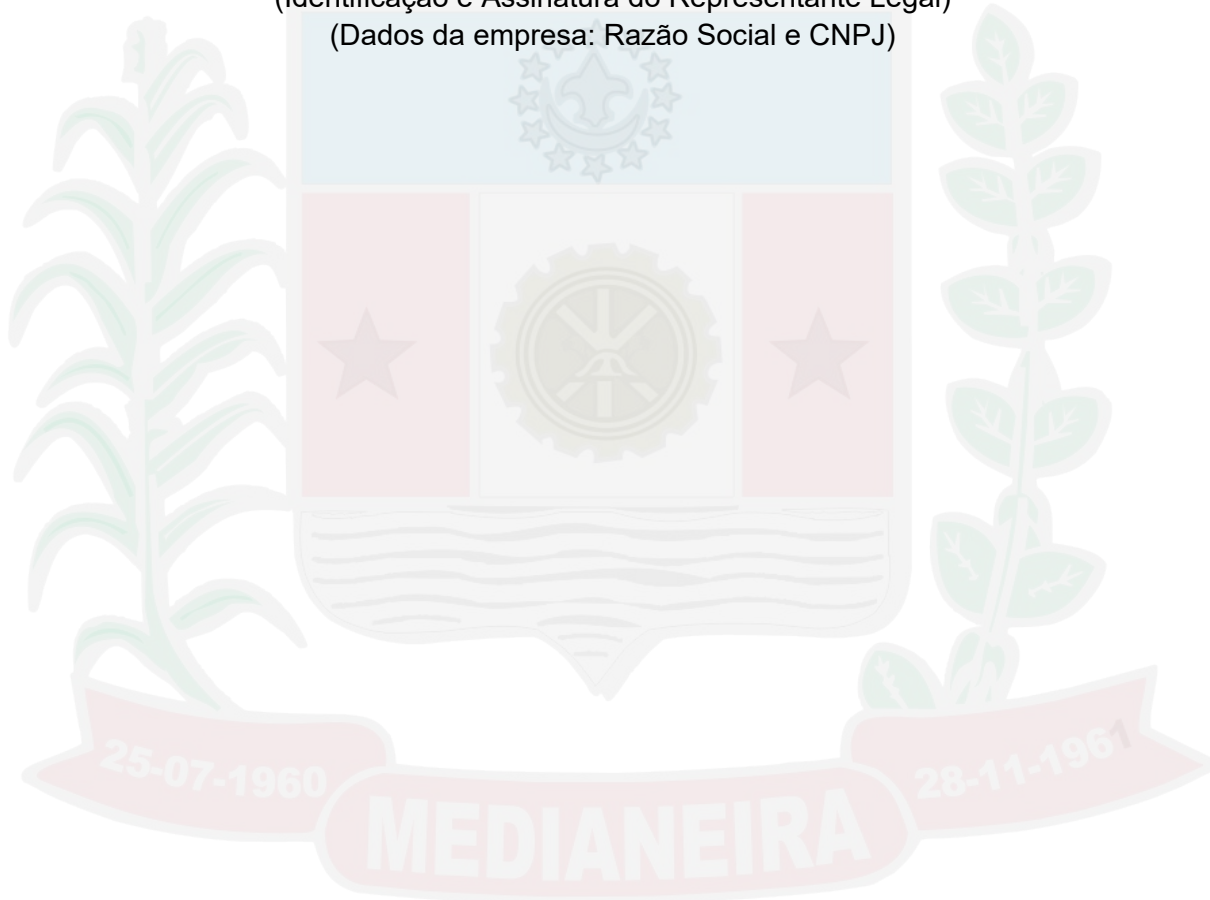 (Identificação e Assinatura do Representante Legal)
(Dados da empresa: Razão Social e CNPJ)
25-07-1960
28-11-1961
MEDIANEIRA